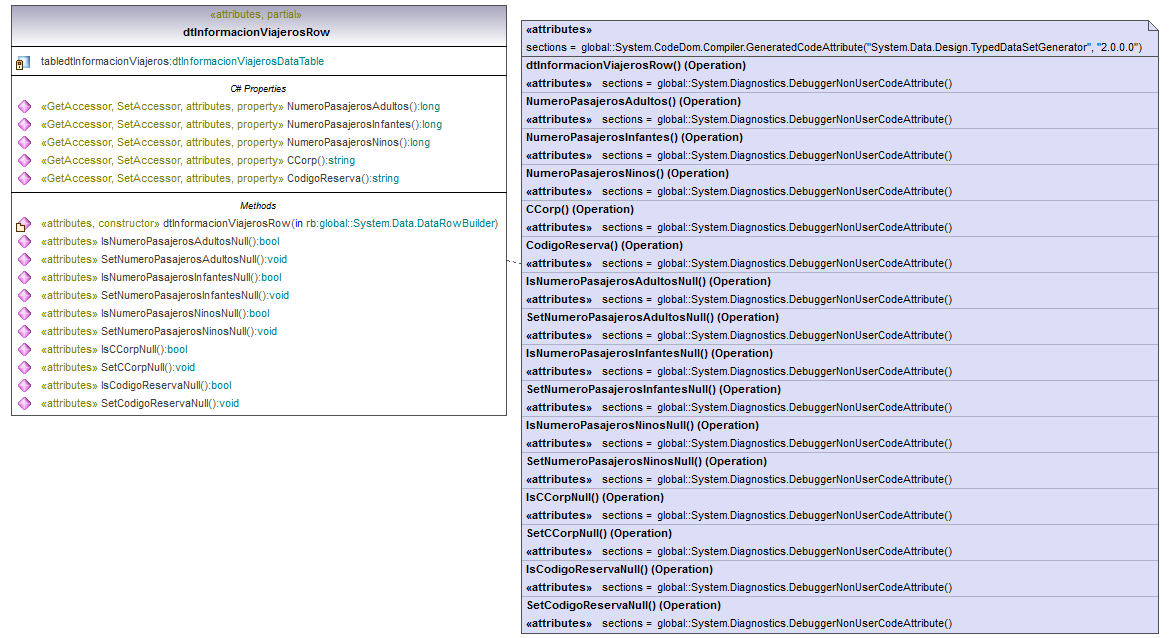 «attributes, partial»
dtInformacionViajerosRow
tabledtInformacionViajeros:dtInformacionViajerosDataTable
C# Properties
«GetAccessor, SetAccessor, attributes, property» NumeroPasajerosAdultos():long
«GetAccessor, SetAccessor, attributes, property» NumeroPasajerosInfantes():long
«GetAccessor, SetAccessor, attributes, property» NumeroPasajerosNinos():long
«GetAccessor, SetAccessor, attributes, property» CCorp():string
«GetAccessor, SetAccessor, attributes, property» CodigoReserva():string
Methods
«attributes, constructor» dtInformacionViajerosRow(in rb:global::System.Data.DataRowBuilder)
«attributes» IsNumeroPasajerosAdultosNull():bool
«attributes» SetNumeroPasajerosAdultosNull():void
«attributes» IsNumeroPasajerosInfantesNull():bool
«attributes» SetNumeroPasajerosInfantesNull():void
«attributes» IsNumeroPasajerosNinosNull():bool
«attributes» SetNumeroPasajerosNinosNull():void
«attributes» IsCCorpNull():bool
«attributes» SetCCorpNull():void
«attributes» IsCodigoReservaNull():bool
«attributes» SetCodigoReservaNull():void
«attributes»
sections = global::System.CodeDom.Compiler.GeneratedCodeAttribute("System.Data.Design.TypedDataSetGenerator", "2.0.0.0")
dtInformacionViajerosRow() (Operation)
«attributes» sections = global::System.Diagnostics.DebuggerNonUserCodeAttribute()
NumeroPasajerosAdultos() (Operation)
«attributes» sections = global::System.Diagnostics.DebuggerNonUserCodeAttribute()
NumeroPasajerosInfantes() (Operation)
«attributes» sections = global::System.Diagnostics.DebuggerNonUserCodeAttribute()
NumeroPasajerosNinos() (Operation)
«attributes» sections = global::System.Diagnostics.DebuggerNonUserCodeAttribute()
CCorp() (Operation)
«attributes» sections = global::System.Diagnostics.DebuggerNonUserCodeAttribute()
CodigoReserva() (Operation)
«attributes» sections = global::System.Diagnostics.DebuggerNonUserCodeAttribute()
IsNumeroPasajerosAdultosNull() (Operation)
«attributes» sections = global::System.Diagnostics.DebuggerNonUserCodeAttribute()
SetNumeroPasajerosAdultosNull() (Operation)
«attributes» sections = global::System.Diagnostics.DebuggerNonUserCodeAttribute()
IsNumeroPasajerosInfantesNull() (Operation)
«attributes» sections = global::System.Diagnostics.DebuggerNonUserCodeAttribute()
SetNumeroPasajerosInfantesNull() (Operation)
«attributes» sections = global::System.Diagnostics.DebuggerNonUserCodeAttribute()
IsNumeroPasajerosNinosNull() (Operation)
«attributes» sections = global::System.Diagnostics.DebuggerNonUserCodeAttribute()
SetNumeroPasajerosNinosNull() (Operation)
«attributes» sections = global::System.Diagnostics.DebuggerNonUserCodeAttribute()
IsCCorpNull() (Operation)
«attributes» sections = global::System.Diagnostics.DebuggerNonUserCodeAttribute()
SetCCorpNull() (Operation)
«attributes» sections = global::System.Diagnostics.DebuggerNonUserCodeAttribute()
IsCodigoReservaNull() (Operation)
«attributes» sections = global::System.Diagnostics.DebuggerNonUserCodeAttribute()
SetCodigoReservaNull() (Operation)
«attributes» sections = global::System.Diagnostics.DebuggerNonUserCodeAttribute()